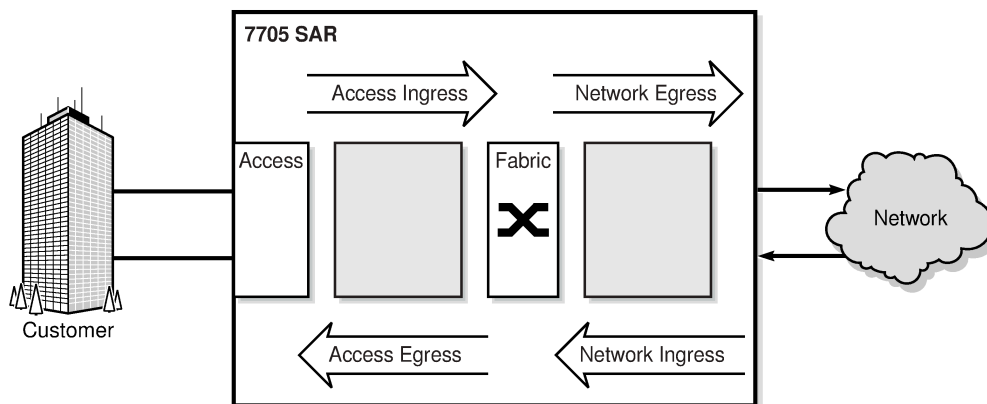 7705 SAR
Access Ingress
Network Egress
Access
Fabric
Network
Customer
Access Egress
Network Ingress